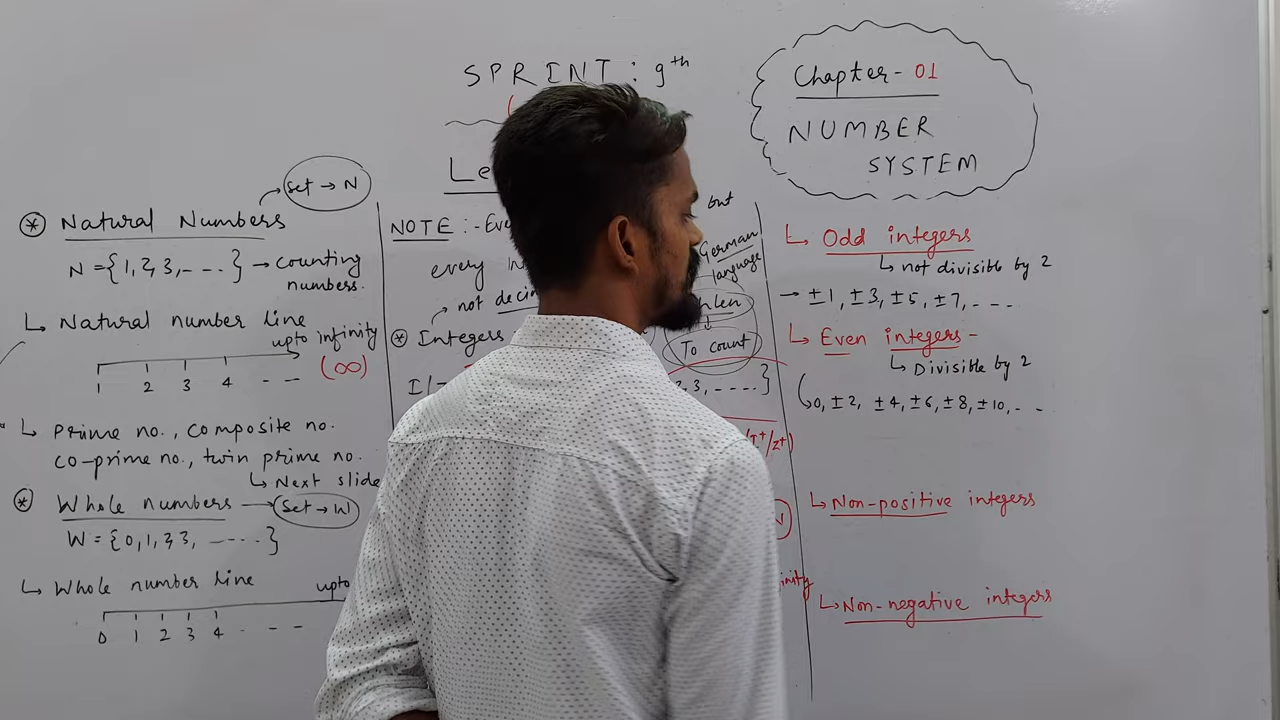 SPRINT : 9th
Chapter - 01
NUMBER
SYSTEM
Set → N
* Natural Numbers
N = {1, 2, 3, - - - . } → counting
numbers.
↳ Natural number line
upto infinity
(∞)
1 2 3 4 - - -
↳ Prime no., composite no.
co-prime no., twin prime no.
↳ Next slide
* Whole numbers → Set → W
W = {0, 1, 2, 3, - - - - . . }
↳ Whole number line upto
0 1 2 3 4 - - -
Le
NOTE :-
but
every
German
language
→ not
* Integers
To count
2, 3, - - - . . }
(I+/Z+)
↳ Odd integers
↳ not divisible by 2
→ ±1, ±3, ±5, ±7, - - - .
↳ Even integers -
↳ Divisible by 2
0, ±2, ±4, ±6, ±8, ±10, - - -
↳ Non-positive integers
↳ Non-negative integers